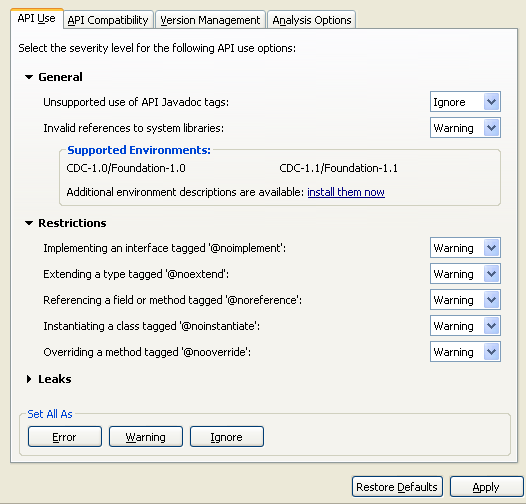 API Use API Compatibility Version Management Analysis Options
Select the severity level for the following API use options:
General
Unsupported use of API Javadoc tags: Ignore
Invalid references to system libraries: Warning
Supported Environments:
CDC-1.0/Foundation-1.0 CDC-1.1/Foundation-1.1
Additional environment descriptions are available: install them now
Restrictions
Implementing an interface tagged '@noimplement': Warning
Extending a type tagged '@noextend': Warning
Referencing a field or method tagged '@noreference': Warning
Instantiating a class tagged '@noinstantiate': Warning
Overriding a method tagged '@nooverride': Warning
Leaks
Set All As
Error Warning Ignore
Restore Defaults Apply